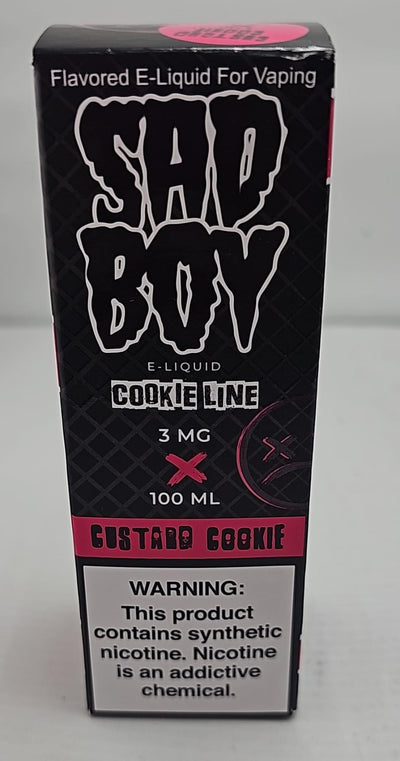 Flavored E-Liquid For Vaping
SAD
BOY
E-LIQUID
COOKIE LINE
3 MG
X
100 ML
CUSTARD COOKIE
WARNING:
This product
contains synthetic
nicotine. Nicotine
is an addictive
chemical.